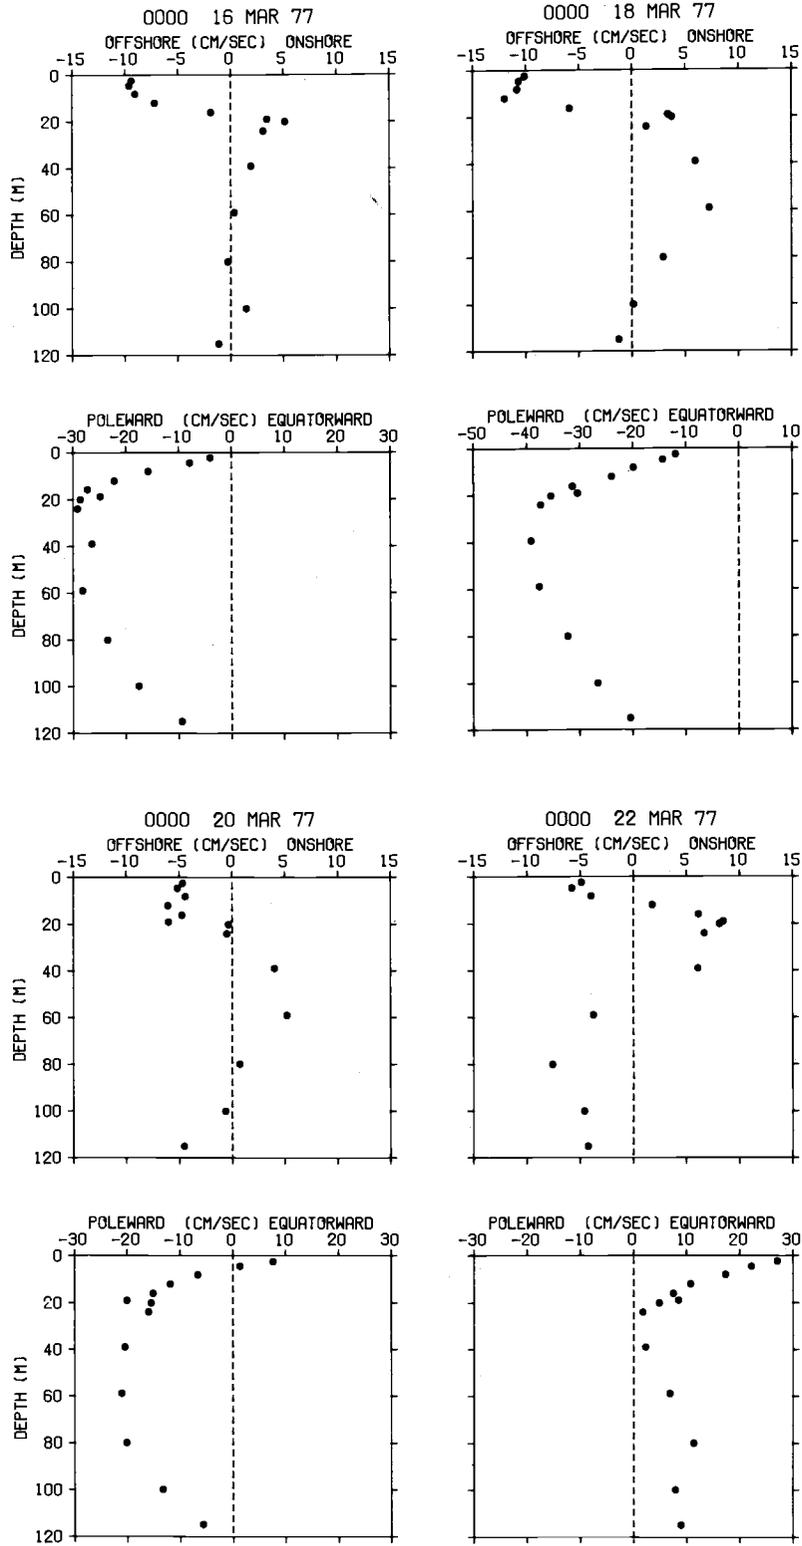 0000 16 MAR 77
OFFSHORE (CM/SEC) ONSHORE
-15 -10 -5 0 5 10 15
0
20
40
60
80
100
120
DEPTH (M)
POLEWARD (CM/SEC) EQUATORWARD
-30 -20 -10 0 10 20 30
0
20
40
60
80
100
120
DEPTH (M)
0000 18 MAR 77
OFFSHORE (CM/SEC) ONSHORE
-15 -10 -5 0 5 10 15
POLEWARD (CM/SEC) EQUATORWARD
-50 -40 -30 -20 -10 0 10
0000 20 MAR 77
OFFSHORE (CM/SEC) ONSHORE
-15 -10 -5 0 5 10 15
0
20
40
60
80
100
120
DEPTH (M)
POLEWARD (CM/SEC) EQUATORWARD
-30 -20 -10 0 10 20 30
0
20
40
60
80
100
120
DEPTH (M)
0000 22 MAR 77
OFFSHORE (CM/SEC) ONSHORE
-15 -10 -5 0 5 10 15
POLEWARD (CM/SEC) EQUATORWARD
-30 -20 -10 0 10 20 30